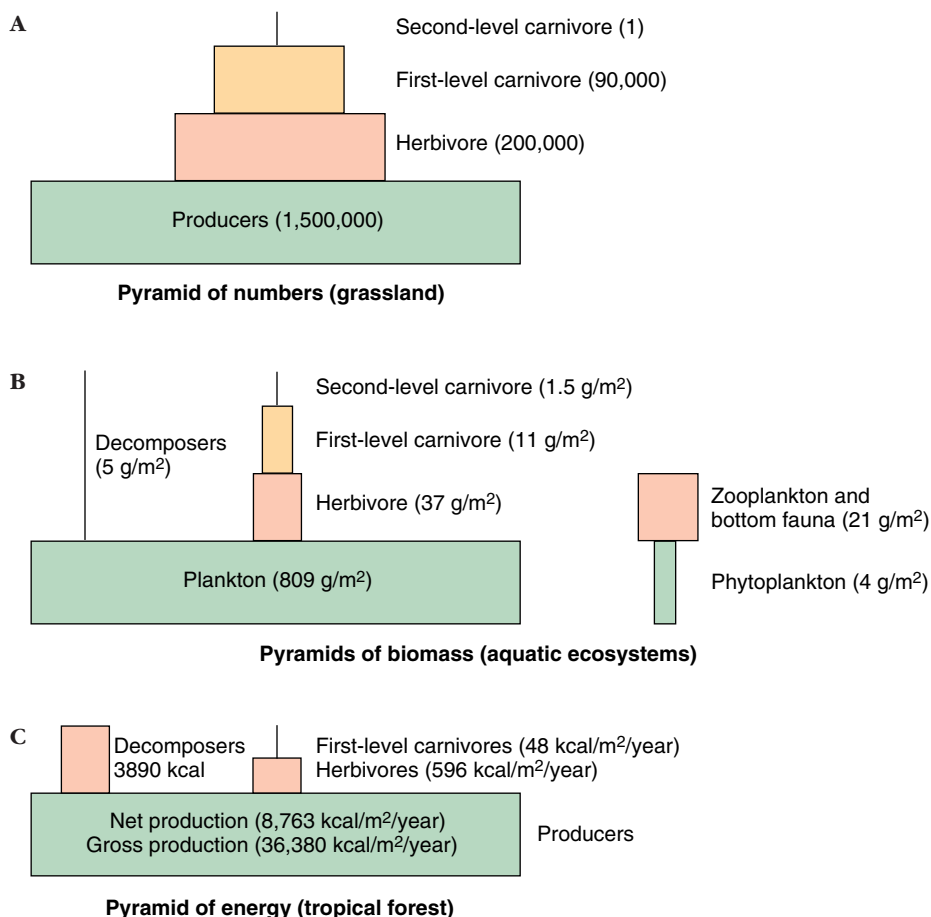 A
Second-level carnivore (1)
First-level carnivore (90,000)
Herbivore (200,000)
Producers (1,500,000)
Pyramid of numbers (grassland)
B
Second-level carnivore (1.5 g/m²)
Decomposers
(5 g/m²)
First-level carnivore (11 g/m²)
Herbivore (37 g/m²)
Plankton (809 g/m²)
Zooplankton and
bottom fauna (21 g/m²)
Phytoplankton (4 g/m²)
Pyramids of biomass (aquatic ecosystems)
C
Decomposers
3890 kcal
First-level carnivores (48 kcal/m²/year)
Herbivores (596 kcal/m²/year)
Net production (8,763 kcal/m²/year)
Gross production (36,380 kcal/m²/year)
Producers
Pyramid of energy (tropical forest)